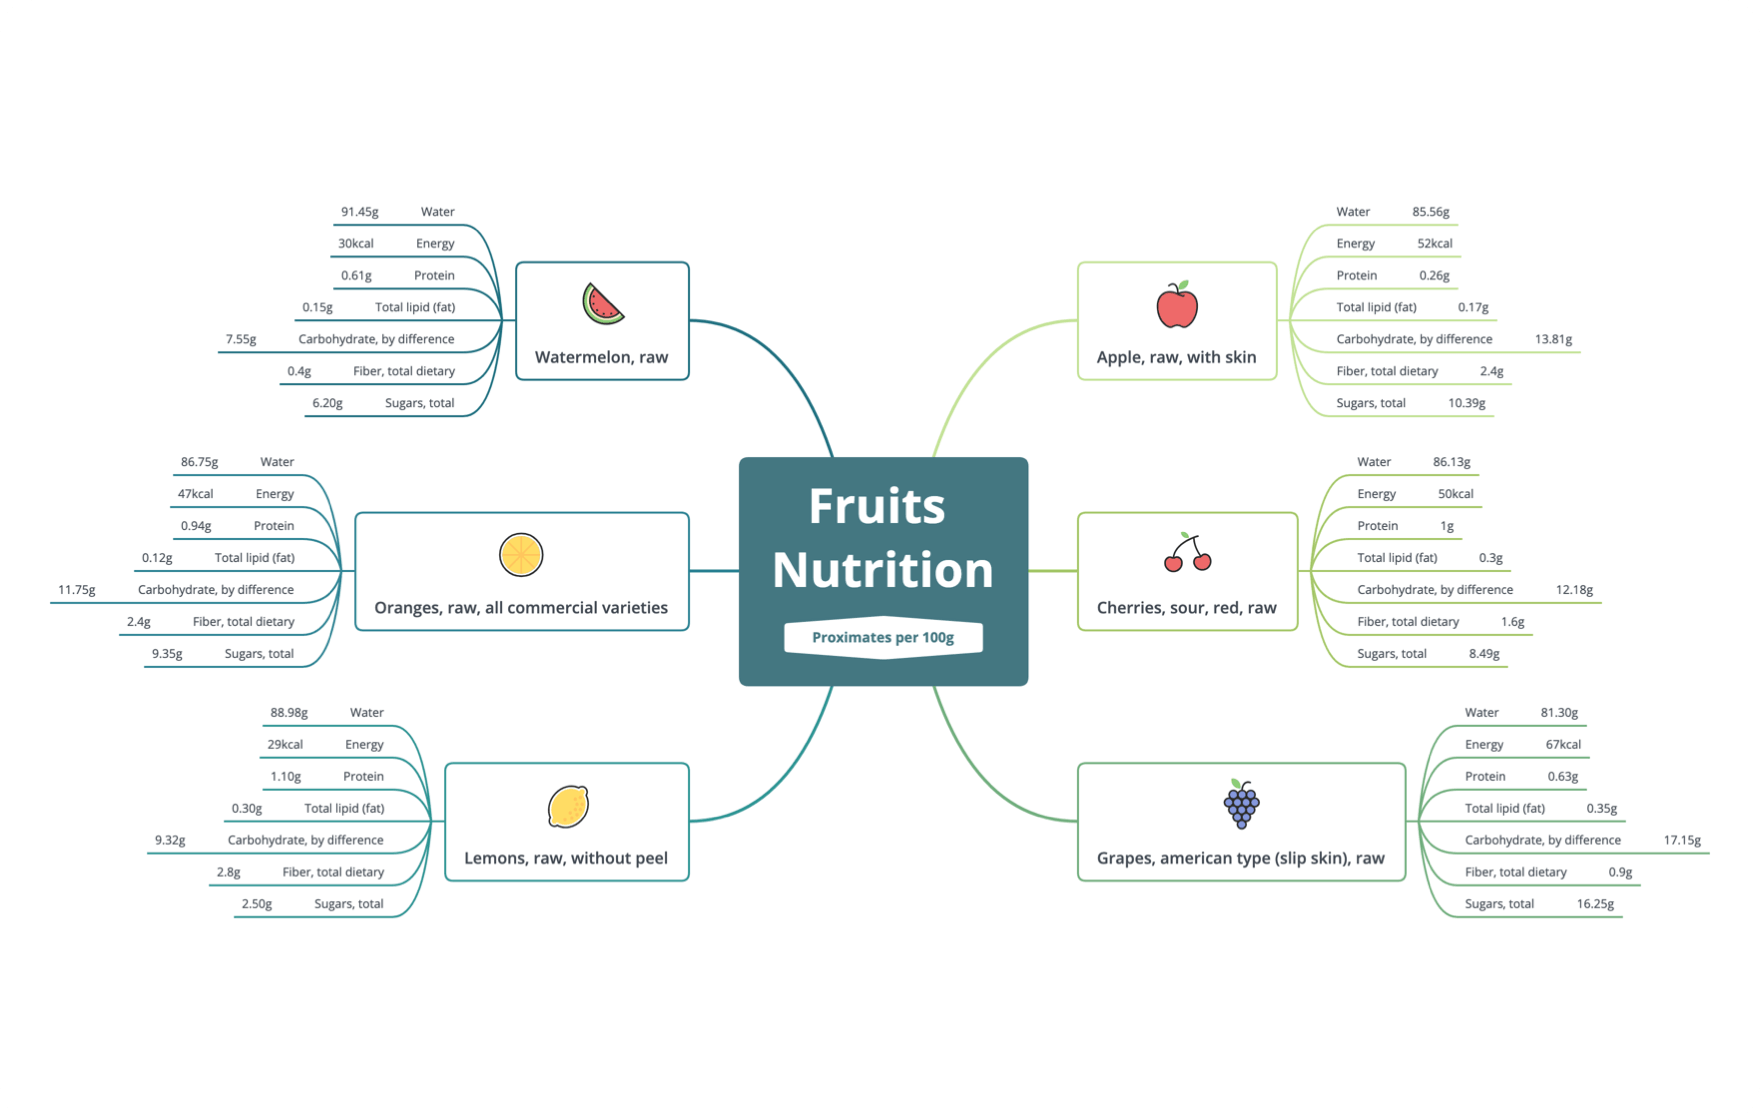 Fruits
Nutrition
Proximates per 100g
Watermelon, raw
91.45g Water
30kcal Energy
0.61g Protein
0.15g Total lipid (fat)
7.55g Carbohydrate, by difference
0.4g Fiber, total dietary
6.20g Sugars, total
Oranges, raw, all commercial varieties
86.75g Water
47kcal Energy
0.94g Protein
0.12g Total lipid (fat)
11.75g Carbohydrate, by difference
2.4g Fiber, total dietary
9.35g Sugars, total
Lemons, raw, without peel
88.98g Water
29kcal Energy
1.10g Protein
0.30g Total lipid (fat)
9.32g Carbohydrate, by difference
2.8g Fiber, total dietary
2.50g Sugars, total
Apple, raw, with skin
Water 85.56g
Energy 52kcal
Protein 0.26g
Total lipid (fat) 0.17g
Carbohydrate, by difference 13.81g
Fiber, total dietary 2.4g
Sugars, total 10.39g
Cherries, sour, red, raw
Water 86.13g
Energy 50kcal
Protein 1g
Total lipid (fat) 0.3g
Carbohydrate, by difference 12.18g
Fiber, total dietary 1.6g
Sugars, total 8.49g
Grapes, american type (slip skin), raw
Water 81.30g
Energy 67kcal
Protein 0.63g
Total lipid (fat) 0.35g
Carbohydrate, by difference 17.15g
Fiber, total dietary 0.9g
Sugars, total 16.25g